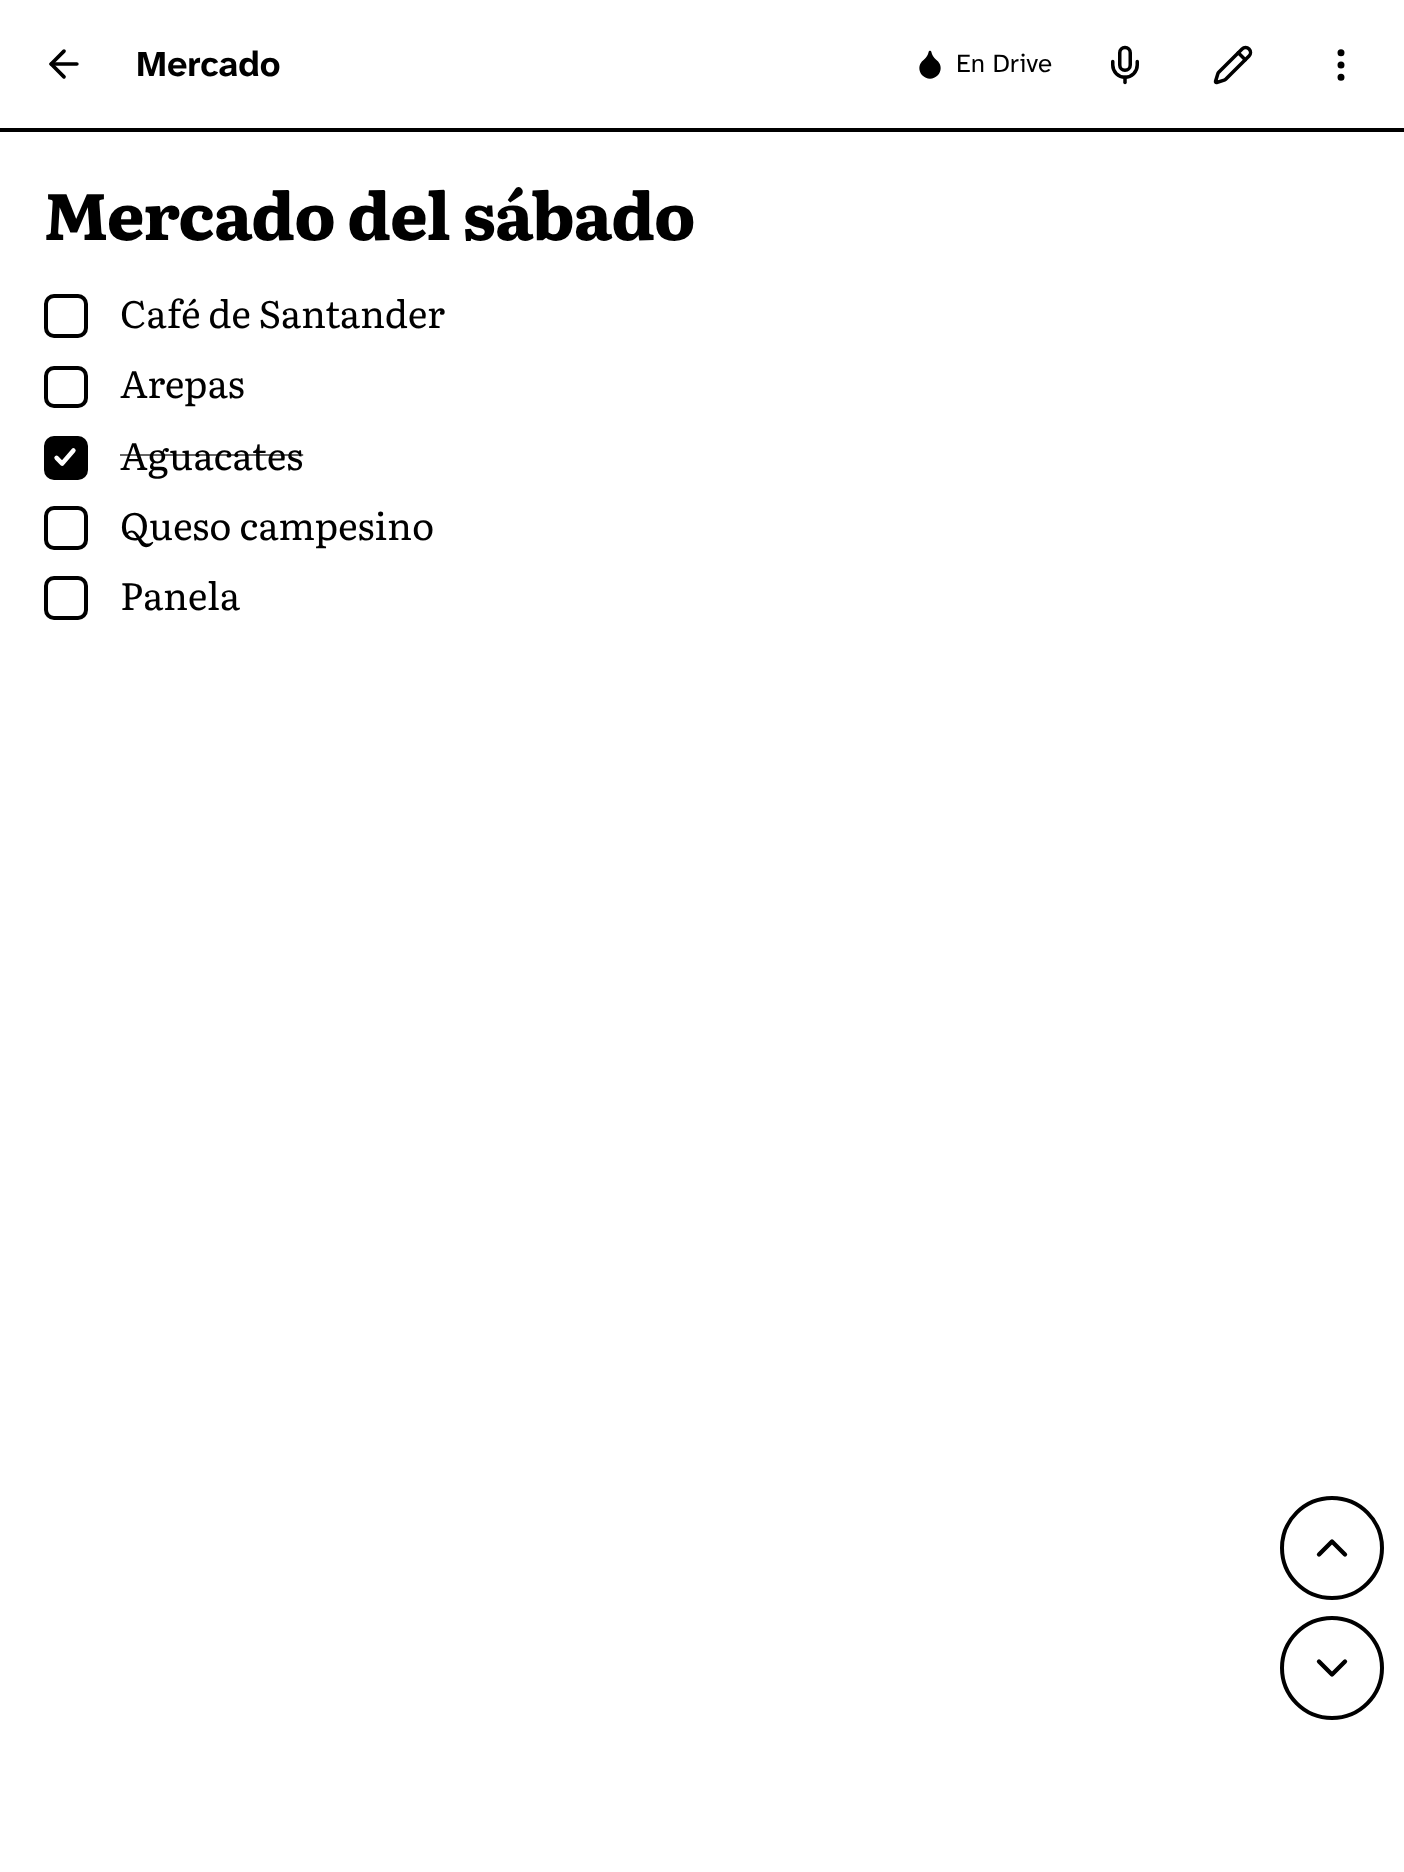 Mercado
En Drive
Mercado del sábado
Café de Santander
Arepas
Aguacates
Queso campesino
Panela